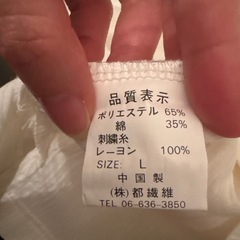 品質表示
ポリエステル 65%
綿 35%
刺繍糸
レーヨン 100%
SIZE: L
中国製
(株)都繊維
TEL 06-636-3850